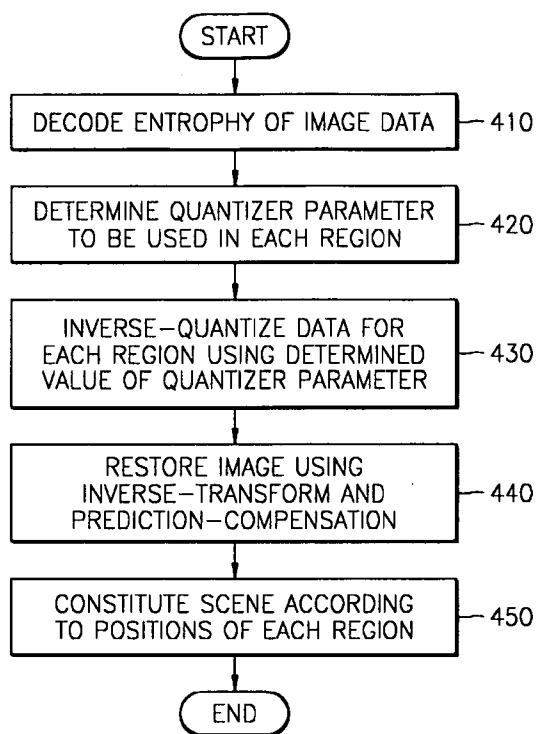 START
DECODE ENTROPHY OF IMAGE DATA
410
DETERMINE QUANTIZER PARAMETER
TO BE USED IN EACH REGION
420
INVERSE-QUANTIZE DATA FOR
EACH REGION USING DETERMINED
VALUE OF QUANTIZER PARAMETER
430
RESTORE IMAGE USING
INVERSE-TRANSFORM AND
PREDICTION-COMPENSATION
440
CONSTITUTE SCENE ACCORDING
TO POSITIONS OF EACH REGION
450
END